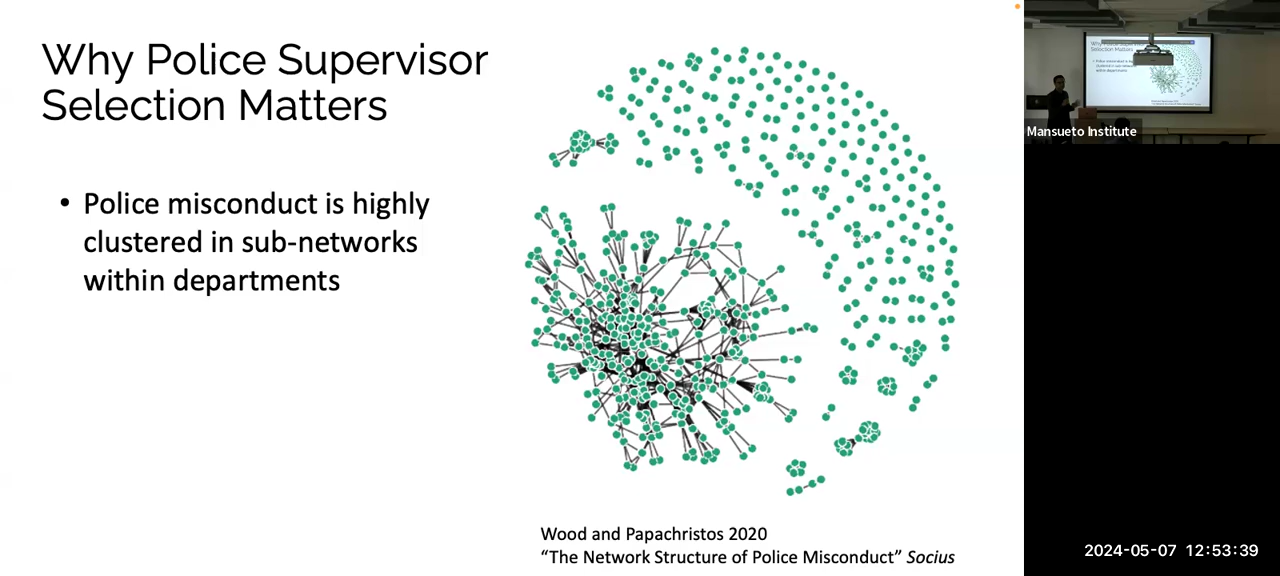 Why Police Supervisor
Selection Matters
• Police misconduct is highly
clustered in sub-networks
within departments
Wood and Papachristos 2020
“The Network Structure of Police Misconduct” Socius
Mansueto Institute
2024-05-07 12:53:39